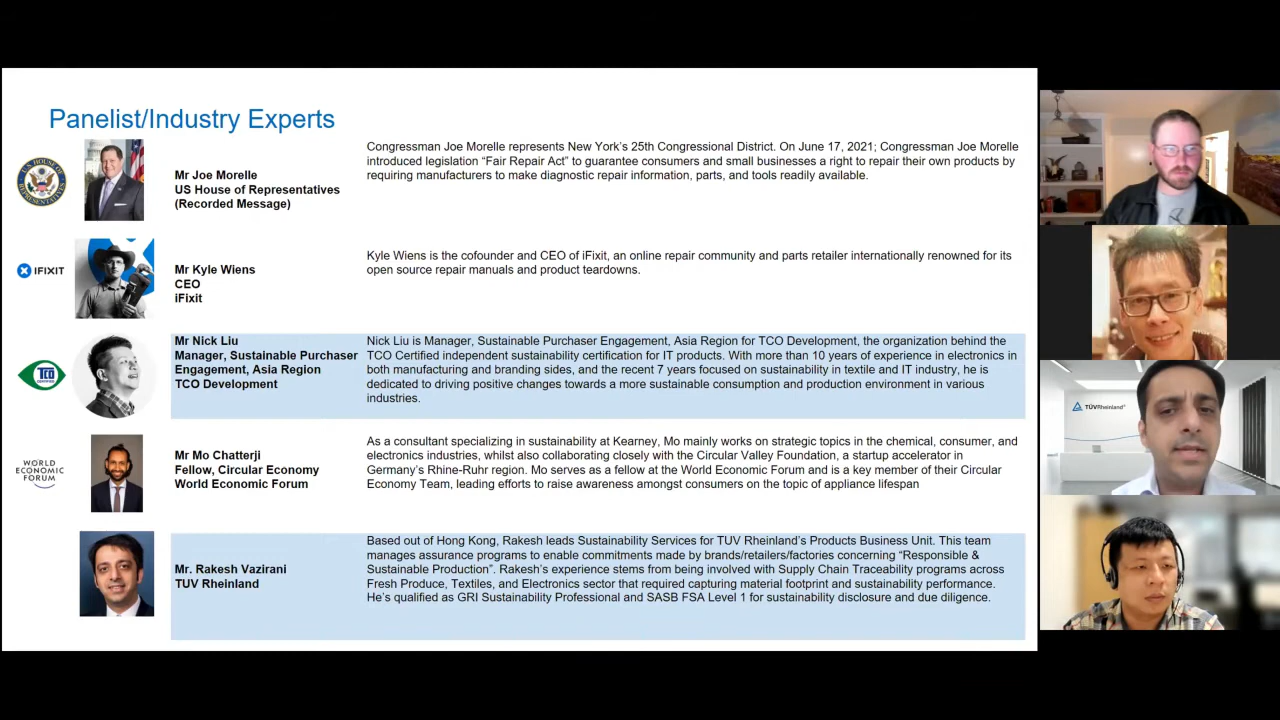 Panelist/Industry Experts
U.S. HOUSE OF REPRESENTATIVES
Mr Joe Morelle
US House of Representatives
(Recorded Message)
Congressman Joe Morelle represents New York's 25th Congressional District. On June 17, 2021; Congressman Joe Morelle
introduced legislation "Fair Repair Act" to guarantee consumers and small businesses a right to repair their own products by
requiring manufacturers to make diagnostic repair information, parts, and tools readily available.
IFIXIT
Mr Kyle Wiens
CEO
iFixit
Kyle Wiens is the cofounder and CEO of iFixit, an online repair community and parts retailer internationally renowned for its
open source repair manuals and product teardowns.
TCO
CERTIFIED
Mr Nick Liu
Manager, Sustainable Purchaser
Engagement, Asia Region
TCO Development
Nick Liu is Manager, Sustainable Purchaser Engagement, Asia Region for TCO Development, the organization behind the
TCO Certified independent sustainability certification for IT products. With more than 10 years of experience in electronics in
both manufacturing and branding sides, and the recent 7 years focused on sustainability in textile and IT industry, he is
dedicated to driving positive changes towards a more sustainable consumption and production environment in various
industries.
WORLD
ECONOMIC
FORUM
Mr Mo Chatterji
Fellow, Circular Economy
World Economic Forum
As a consultant specializing in sustainability at Kearney, Mo mainly works on strategic topics in the chemical, consumer, and
electronics industries, whilst also collaborating closely with the Circular Valley Foundation, a startup accelerator in
Germany's Rhine-Ruhr region. Mo serves as a fellow at the World Economic Forum and is a key member of their Circular
Economy Team, leading efforts to raise awareness amongst consumers on the topic of appliance lifespan
Mr. Rakesh Vazirani
TUV Rheinland
Based out of Hong Kong, Rakesh leads Sustainability Services for TUV Rheinland's Products Business Unit. This team
manages assurance programs to enable commitments made by brands/retailers/factories concerning "Responsible &
Sustainable Production". Rakesh's experience stems from being involved with Supply Chain Traceability programs across
Fresh Produce, Textiles, and Electronics sector that required capturing material footprint and sustainability performance.
He's qualified as GRI Sustainability Professional and SASB FSA Level 1 for sustainability disclosure and due diligence.
TÜVRheinland®